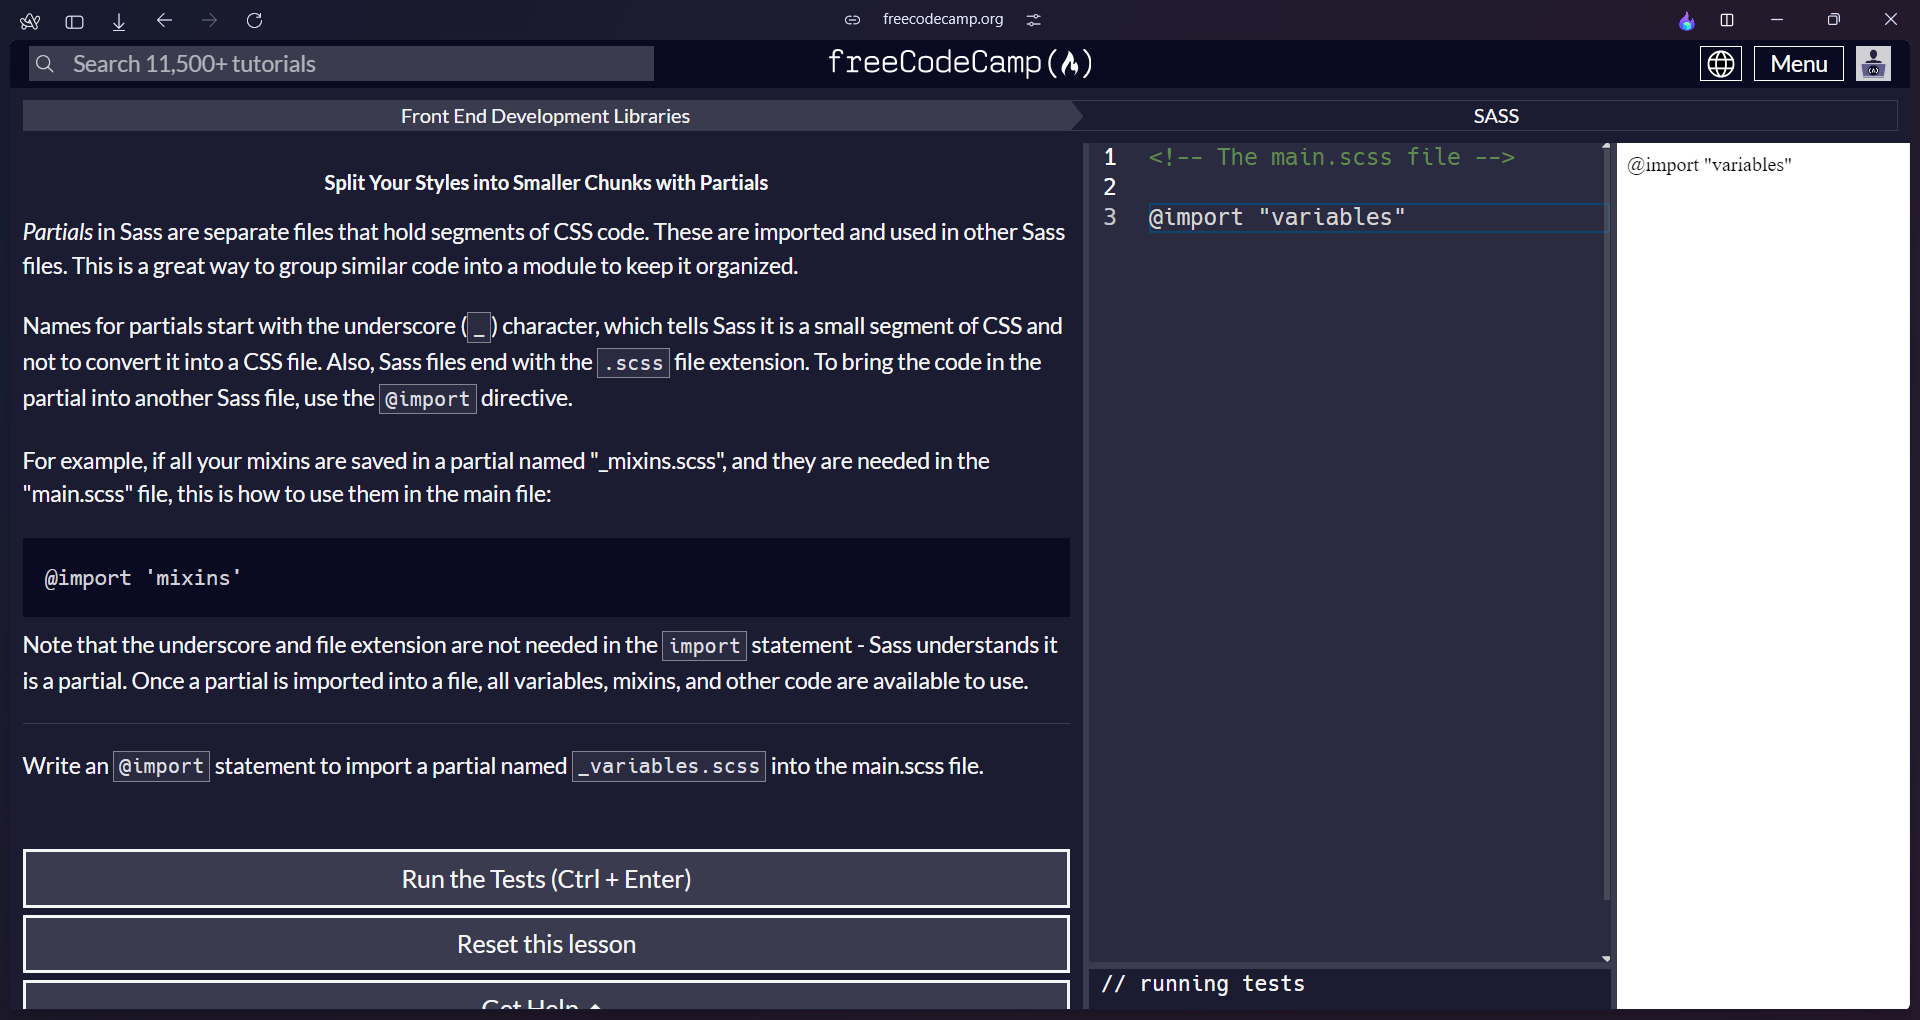 freecodecamp.org
Search 11,500+ tutorials
freeCodeCamp
Menu
Front End Development Libraries
SASS
Split Your Styles into Smaller Chunks with Partials
Partials in Sass are separate files that hold segments of CSS code. These are imported and used in other Sass
files. This is a great way to group similar code into a module to keep it organized.
Names for partials start with the underscore (_) character, which tells Sass it is a small segment of CSS and
not to convert it into a CSS file. Also, Sass files end with the .scss file extension. To bring the code in the
partial into another Sass file, use the @import directive.
For example, if all your mixins are saved in a partial named "_mixins.scss", and they are needed in the
"main.scss" file, this is how to use them in the main file:
@import 'mixins'
Note that the underscore and file extension are not needed in the import statement - Sass understands it
is a partial. Once a partial is imported into a file, all variables, mixins, and other code are available to use.
Write an @import statement to import a partial named _variables.scss into the main.scss file.
Run the Tests (Ctrl + Enter)
Reset this lesson
Get Help
1 <!-- The main.scss file -->
2
3 @import "variables"
// running tests
@import "variables"